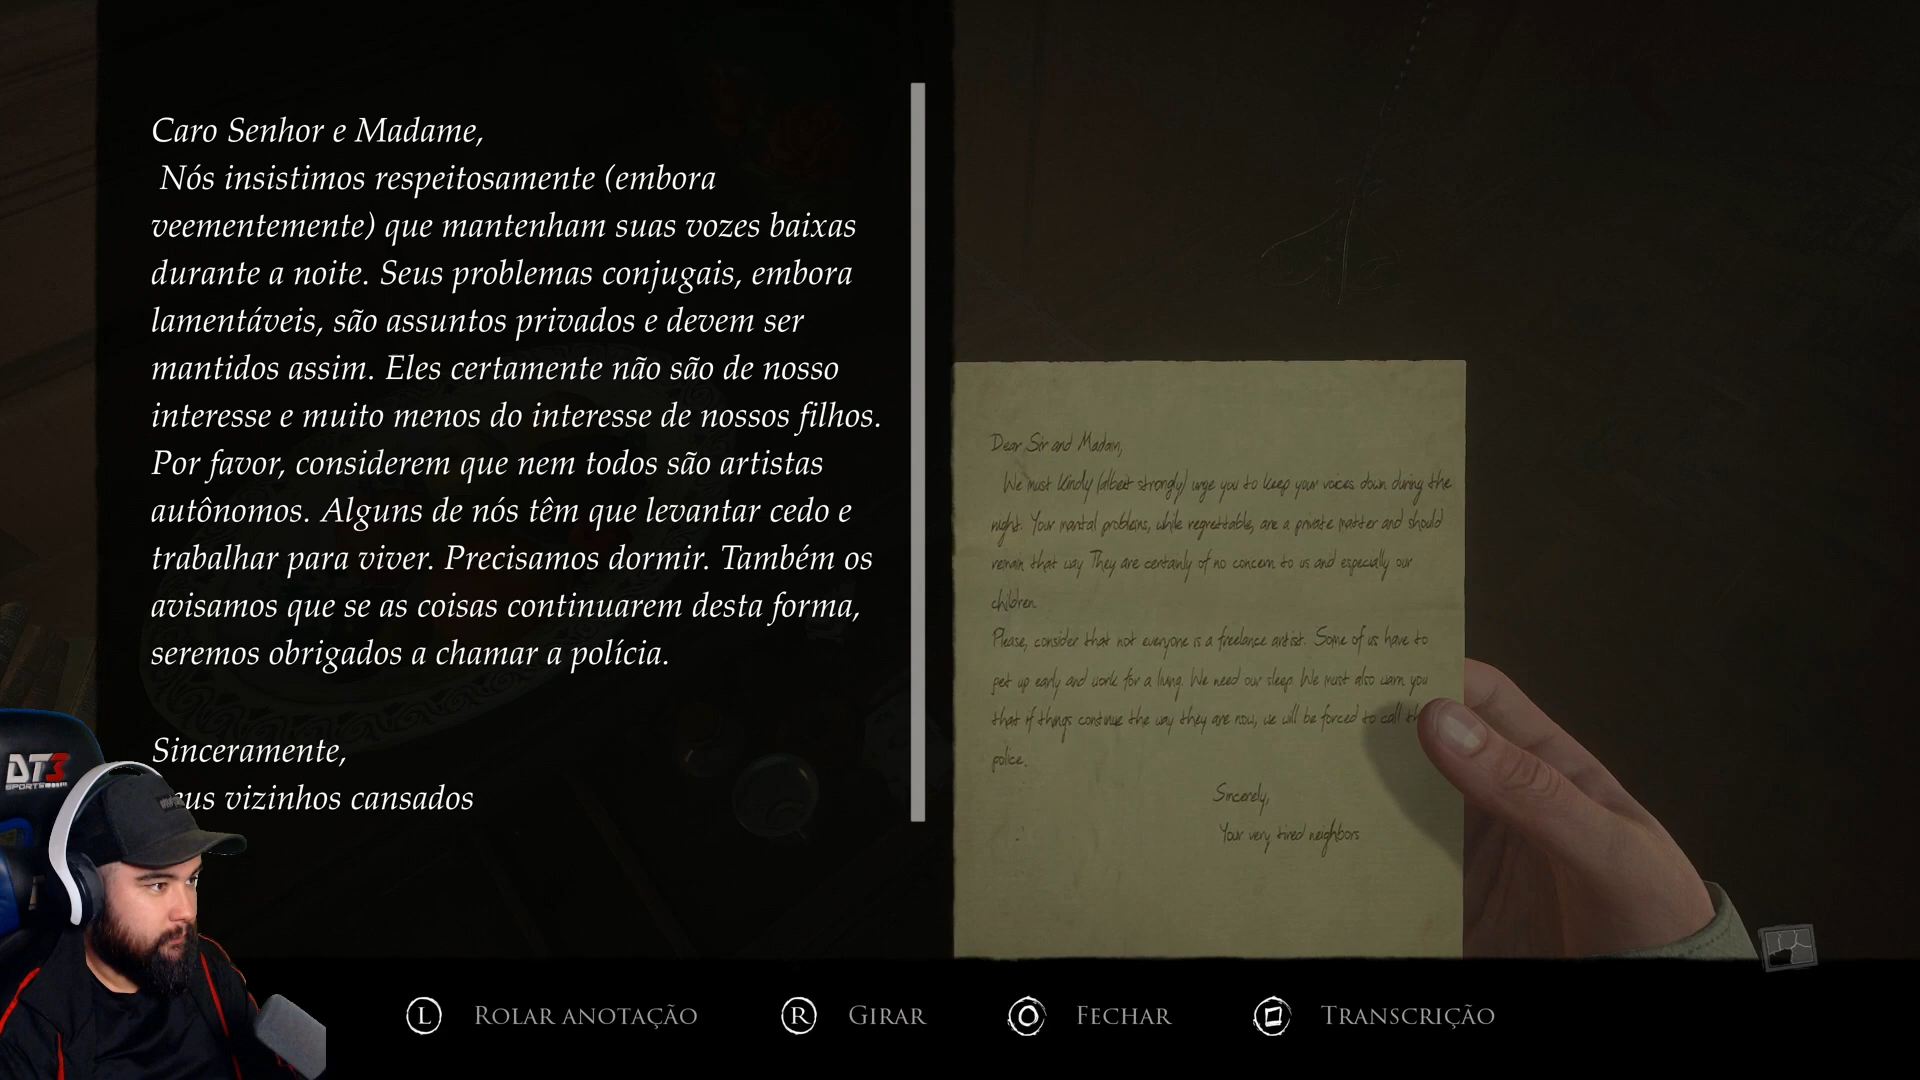 Caro Senhor e Madame,
Nós insistimos respeitosamente (embora
veementemente) que mantenham suas vozes baixas
durante a noite. Seus problemas conjugais, embora
lamentáveis, são assuntos privados e devem ser
mantidos assim. Eles certamente não são de nosso
interesse e muito menos do interesse de nossos filhos.
Por favor, considerem que nem todos são artistas
autônomos. Alguns de nós têm que levantar cedo e
trabalhar para viver. Precisamos dormir. Também os
avisamos que se as coisas continuarem desta forma,
seremos obrigados a chamar a polícia.
Sinceramente,
eus vizinhos cansados
Dear Sir and Madam,
We must kindly (albeit strongly) urge you to keep your voices down during the
night. Your marital problems, while regrettable, are a private matter and should
remain that way They are certainly of no concern to us and especially our
children.
Please, consider that not everyone is a freelance artist. Some of us have to
get up early and work for a living. We need our sleep. We must also warn you
that if things continue the way they are now, we will be forced to call th
police.
Sincerely,
Your very tired neighbors
DT3
SPORTS
L ROLAR ANOTAÇÃO R GIRAR FECHAR TRANSCRIÇÃO